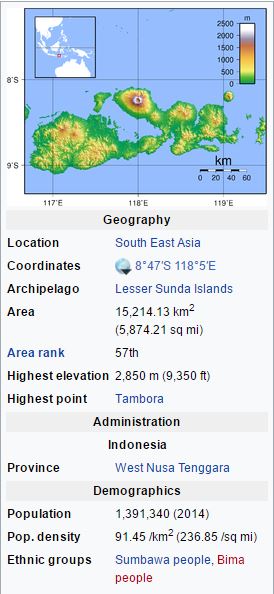 m
2500
2000
1500
1000
500
0
8°S
9°S
km
0 20 40 60
117°E 118°E 119°E
Geography
Location South East Asia
Coordinates 8°47′S 118°5′E
Archipelago Lesser Sunda Islands
Area 15,214.13 km²
(5,874.21 sq mi)
Area rank 57th
Highest elevation 2,850 m (9,350 ft)
Highest point Tambora
Administration
Indonesia
Province West Nusa Tenggara
Demographics
Population 1,391,340 (2014)
Pop. density 91.45 /km² (236.85 /sq mi)
Ethnic groups Sumbawa people, Bima
people